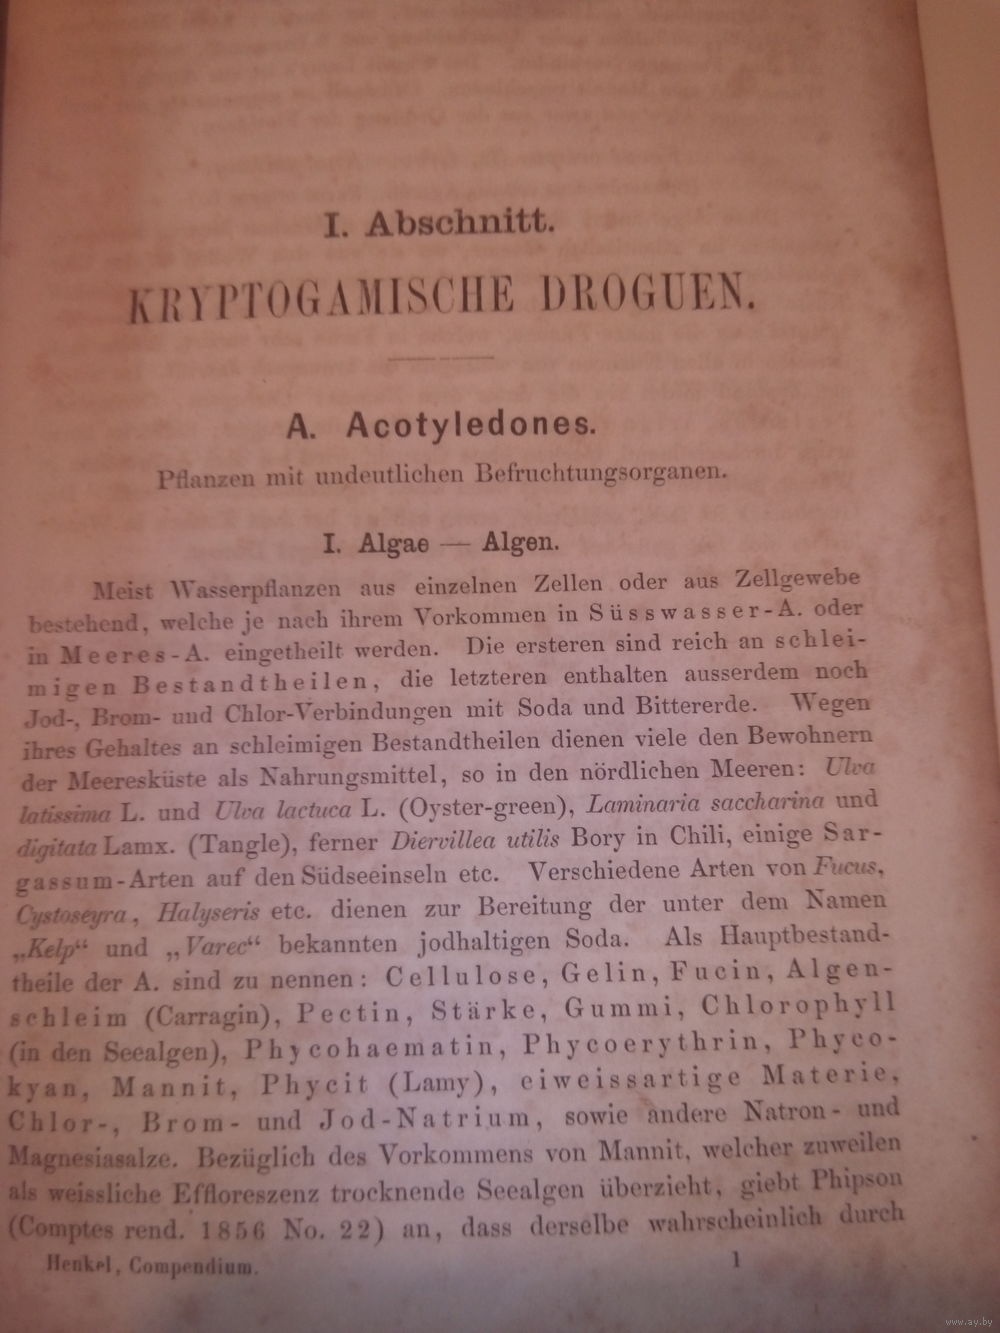 I. Abschnitt.
KRYPTOGAMISCHE DROGUEN.
A. Acotyledones.
Pflanzen mit undeutlichen Befruchtungsorganen.
I. Algae — Algen.
Meist Wasserpflanzen aus einzelnen Zellen oder aus Zellgewebe
bestehend, welche je nach ihrem Vorkommen in Süsswasser-A. oder
in Meeres-A. eingetheilt werden. Die ersteren sind reich an schlei-
migen Bestandtheilen, die letzteren enthalten ausserdem noch
Jod-, Brom- und Chlor-Verbindungen mit Soda und Bittererde. Wegen
ihres Gehaltes an schleimigen Bestandtheilen dienen viele den Bewohnern
der Meeresküste als Nahrungsmittel, so in den nördlichen Meeren: Ulva
latissima L. und Ulva lactuca L. (Oyster-green), Laminaria saccharina und
digitata Lamx. (Tangle), ferner Diervillea utilis Bory in Chili, einige Sar-
gassum-Arten auf den Südseeinseln etc. Verschiedene Arten von Fucus,
Cystoseyra, Halyseris etc. dienen zur Bereitung der unter dem Namen
„Kelp“ und „Varec“ bekannten jodhaltigen Soda. Als Hauptbestand-
theile der A. sind zu nennen: Cellulose, Gelin, Fucin, Algen-
schleim (Carragin), Pectin, Stärke, Gummi, Chlorophyll
(in den Seealgen), Phycohaematin, Phycoerythrin, Phyco-
kyan, Mannit, Phycit (Lamy), eiweissartige Materie,
Chlor-, Brom- und Jod-Natrium, sowie andere Natron- und
Magnesiasalze. Bezüglich des Vorkommens von Mannit, welcher zuweilen
als weissliche Effloreszenz trocknende Seealgen überzieht, giebt Phipson
(Comptes rend. 1856 No. 22) an, dass derselbe wahrscheinlich durch
Henkel, Compendium. 1
www.ay.by